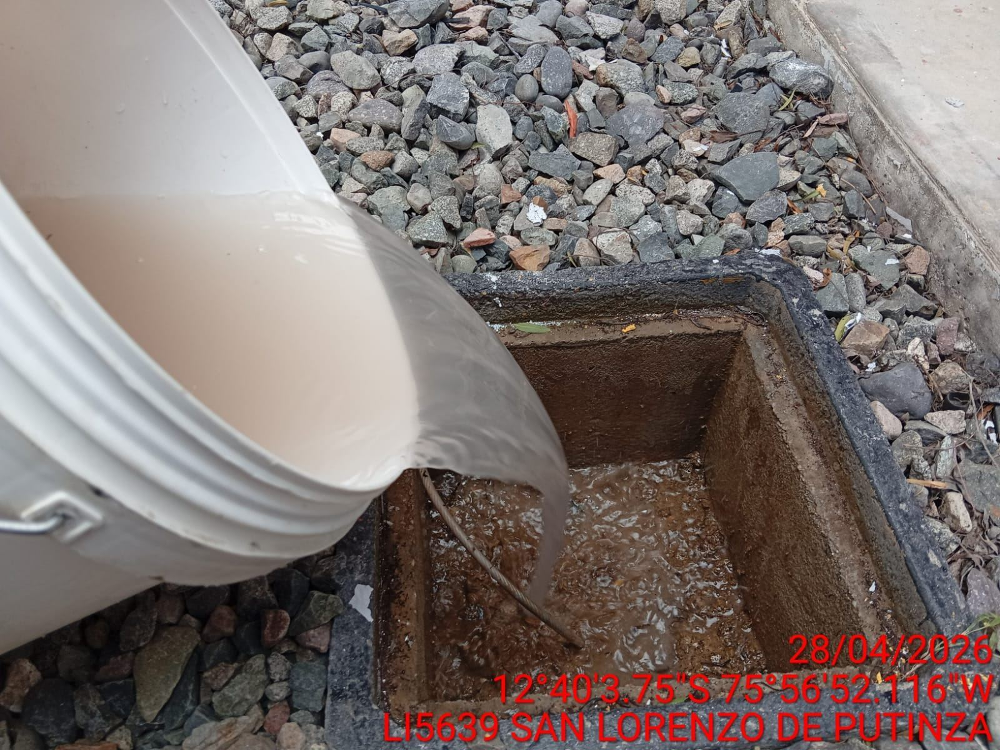 28/04/2026
12°40'3.75"S 75°56'52.116"W
LI5639 SAN LORENZO DE PUTINZA